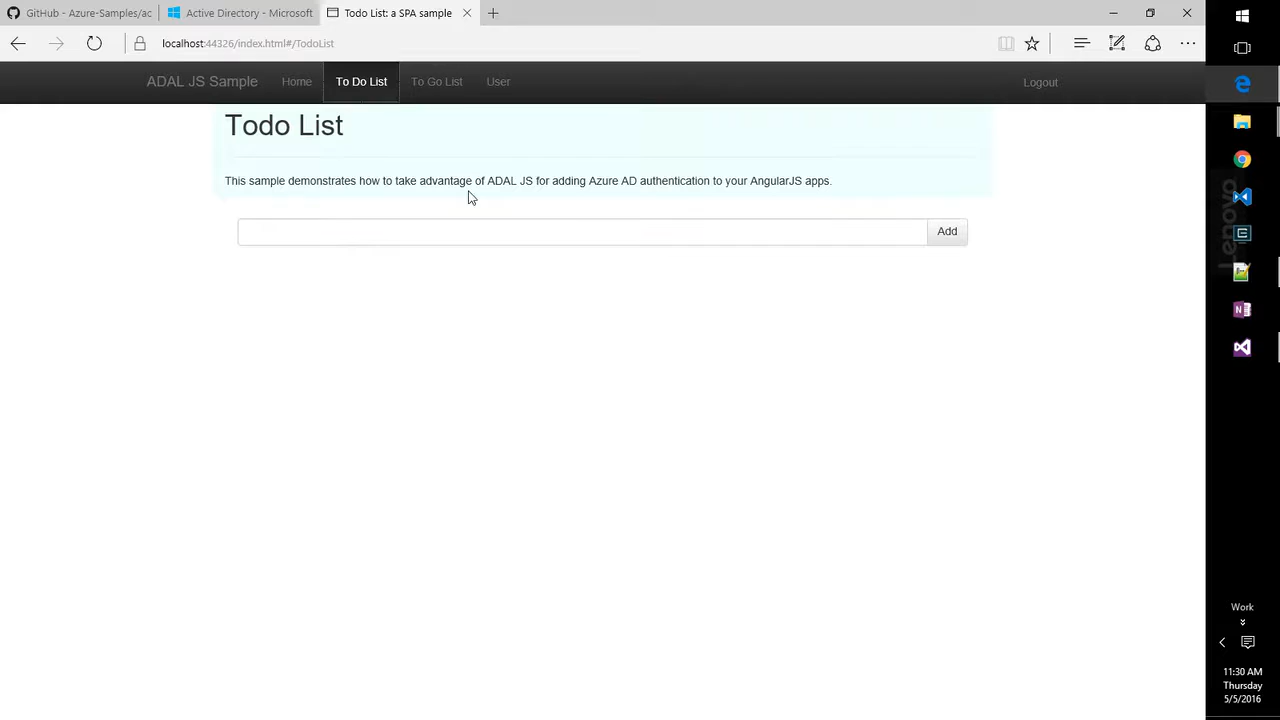 GitHub - Azure-Samples/ac
Active Directory - Microsoft
Todo List: a SPA sample
localhost:44326/index.html#/TodoList
ADAL JS Sample
Home
To Do List
To Go List
User
Logout
Todo List
This sample demonstrates how to take advantage of ADAL JS for adding Azure AD authentication to your AngularJS apps.
Add
Lenovo
Work
11:30 AM
Thursday
5/5/2016